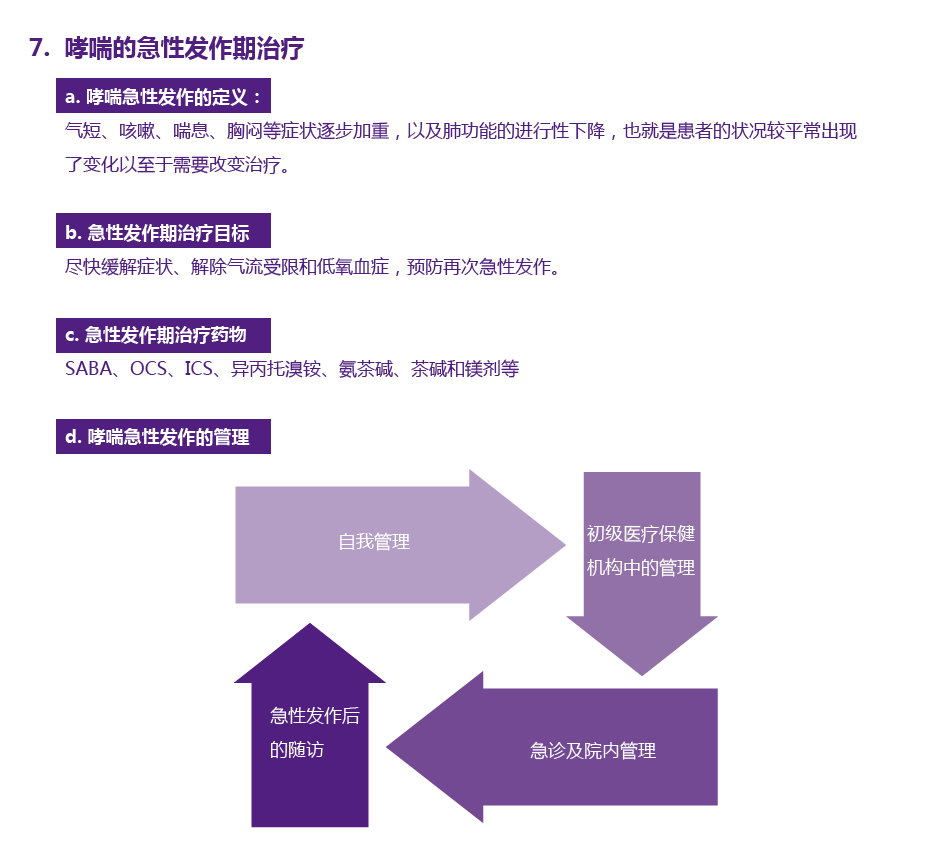 7. 哮喘的急性发作期治疗
a. 哮喘急性发作的定义：
气短、咳嗽、喘息、胸闷等症状逐步加重，以及肺功能的进行性下降，也就是患者的状况较平常出现
了变化以至于需要改变治疗。
b. 急性发作期治疗目标
尽快缓解症状、解除气流受限和低氧血症，预防再次急性发作。
c. 急性发作期治疗药物
SABA、OCS、ICS、异丙托溴铵、氨茶碱、茶碱和镁剂等
d. 哮喘急性发作的管理
自我管理
初级医疗保健
机构中的管理
急诊及院内管理
急性发作后
的随访